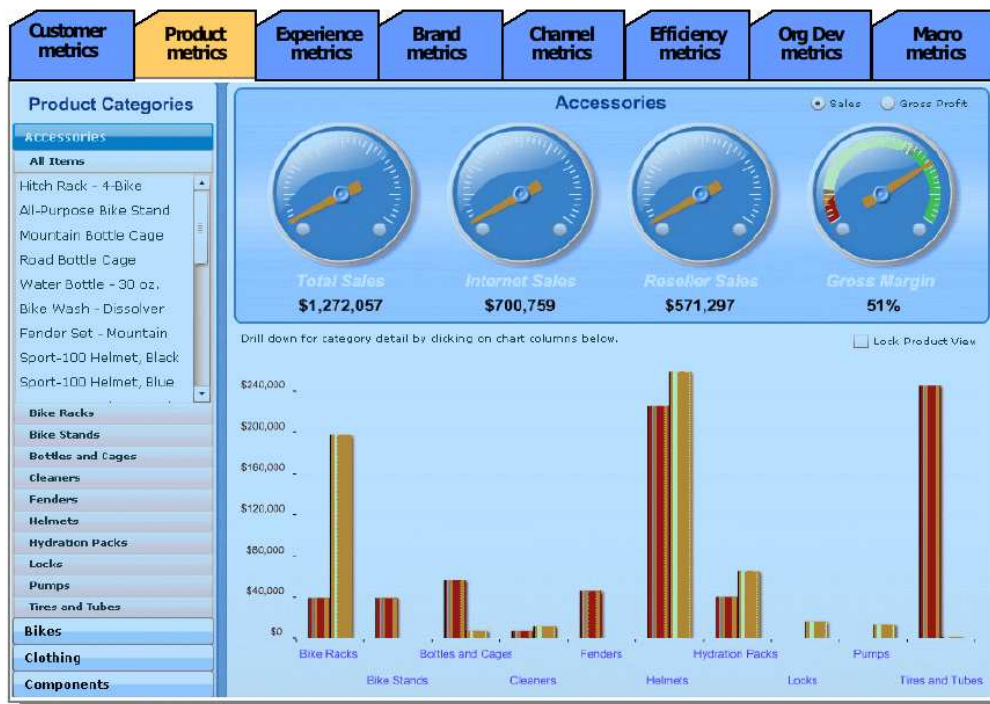 Customer metrics
Product metrics
Experience metrics
Brand metrics
Channel metrics
Efficiency metrics
Org Dev metrics
Macro metrics
Product Categories
Accessories
All Items
Hitch Rack - 4-Bike
All-Purpose Bike Stand
Mountain Bottle Cage
Road Bottle Cage
Water Bottle - 30 oz.
Bike Wash - Dissolver
Fender Set - Mountain
Sport-100 Helmet, Black
Sport-100 Helmet, Blue
Bike Racks
Bike Stands
Bottles and Cages
Cleaners
Fenders
Helmets
Hydration Packs
Locks
Pumps
Tires and Tubes
Bikes
Clothing
Components
Accessories
Sales
Gross Profit
Total Sales
Internet Sales
Reseller Sales
Gross Margin
$1,272,057
$700,759
$571,297
51%
Drill down for category detail by clicking on chart columns below.
Lock Product View
$240,000
$200,000
$160,000
$120,000
$80,000
$40,000
$0
Bike Racks
Bottles and Cages
Fenders
Hydration Packs
Pumps
Bike Stands
Cleaners
Helmets
Locks
Tires and Tubes